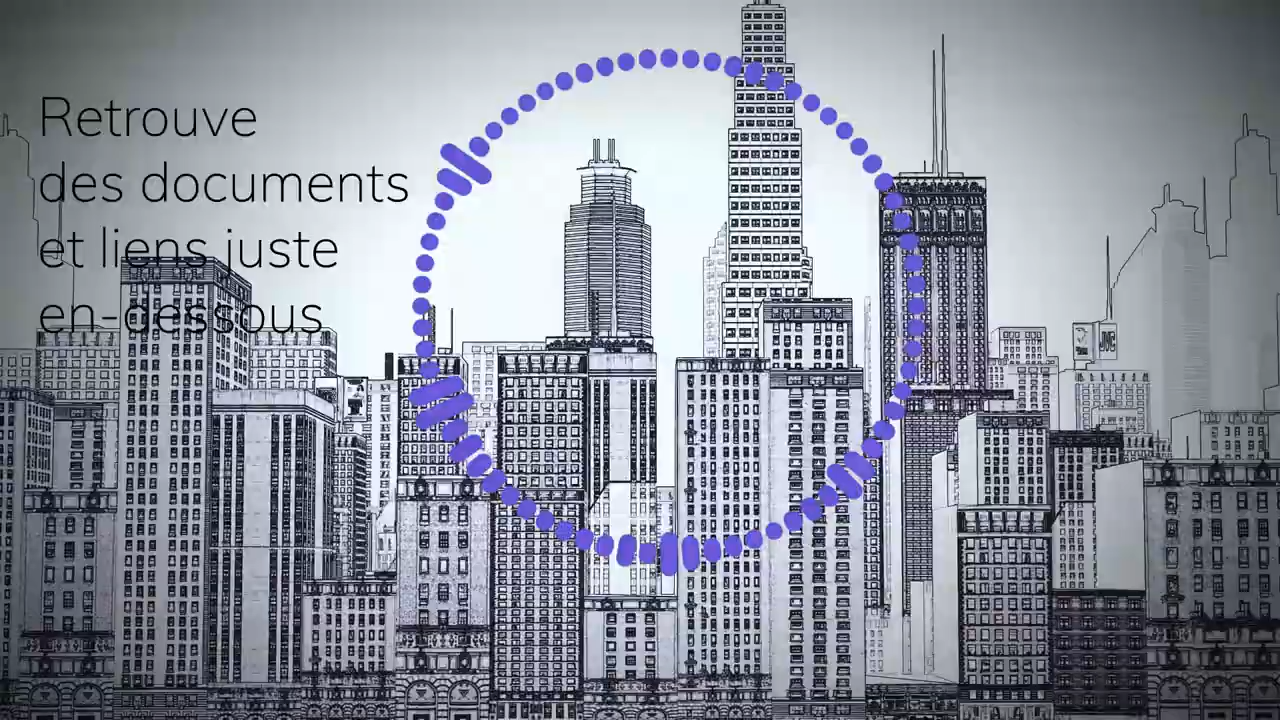 Retrouve
des documents
et liens juste
en-dessous